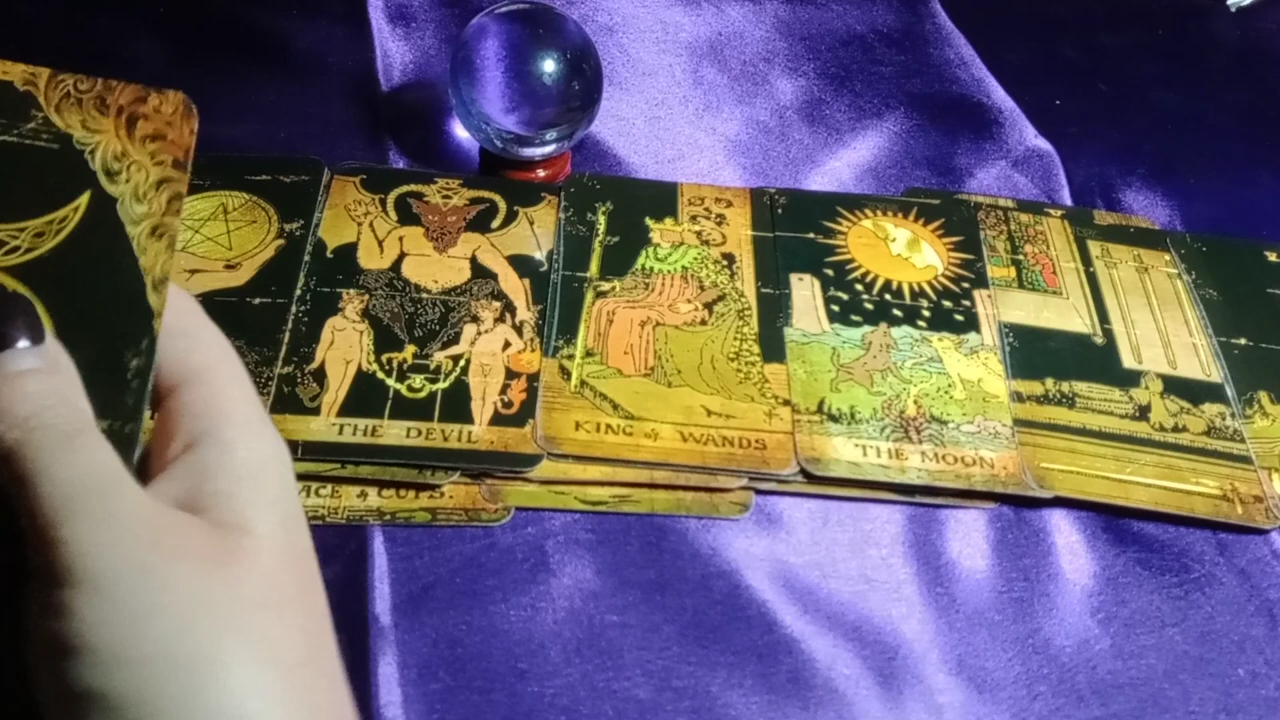 THE DEVIL.
KING of WANDS
THE MOON.
ACE of CUPS.